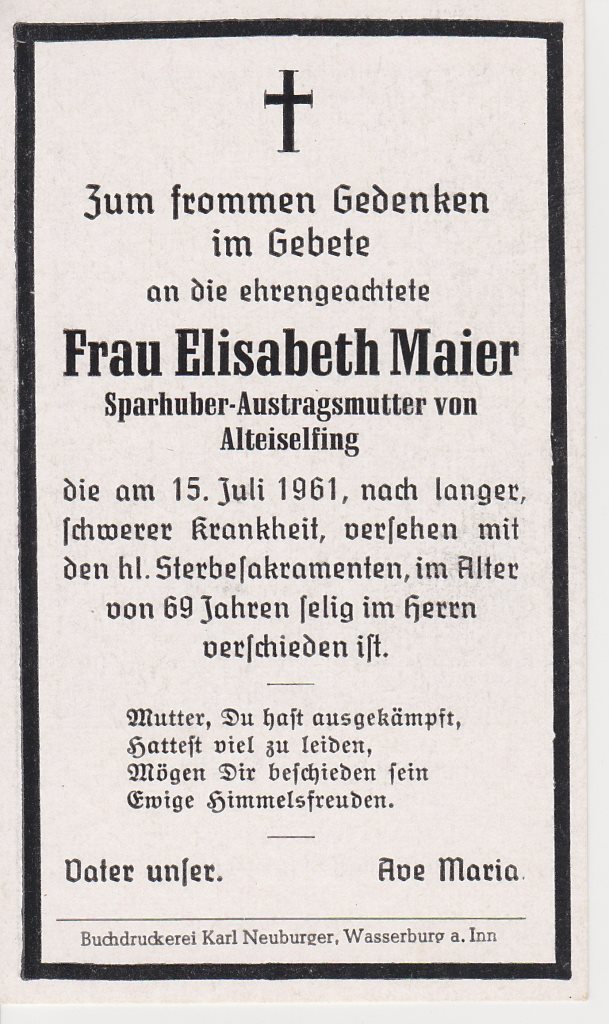 Zum frommen Gedenken
im Gebete
an die ehrengeachtete
Frau Elisabeth Maier
Sparhuber-Austragsmutter von
Alteiselfing
die am 15. Juli 1961, nach langer,
schwerer Krankheit, versehen mit
den hl. Sterbesakramenten, im Alter
von 69 Jahren selig im Herrn
verschieden ist.
Mutter, Du hast ausgekämpft,
Hattest viel zu leiden,
Mögen Dir beschieden sein
Ewige Himmelsfreuden.
Vater unser. Ave Maria.
Buchdruckerei Karl Neuburger, Wasserburg a. Inn